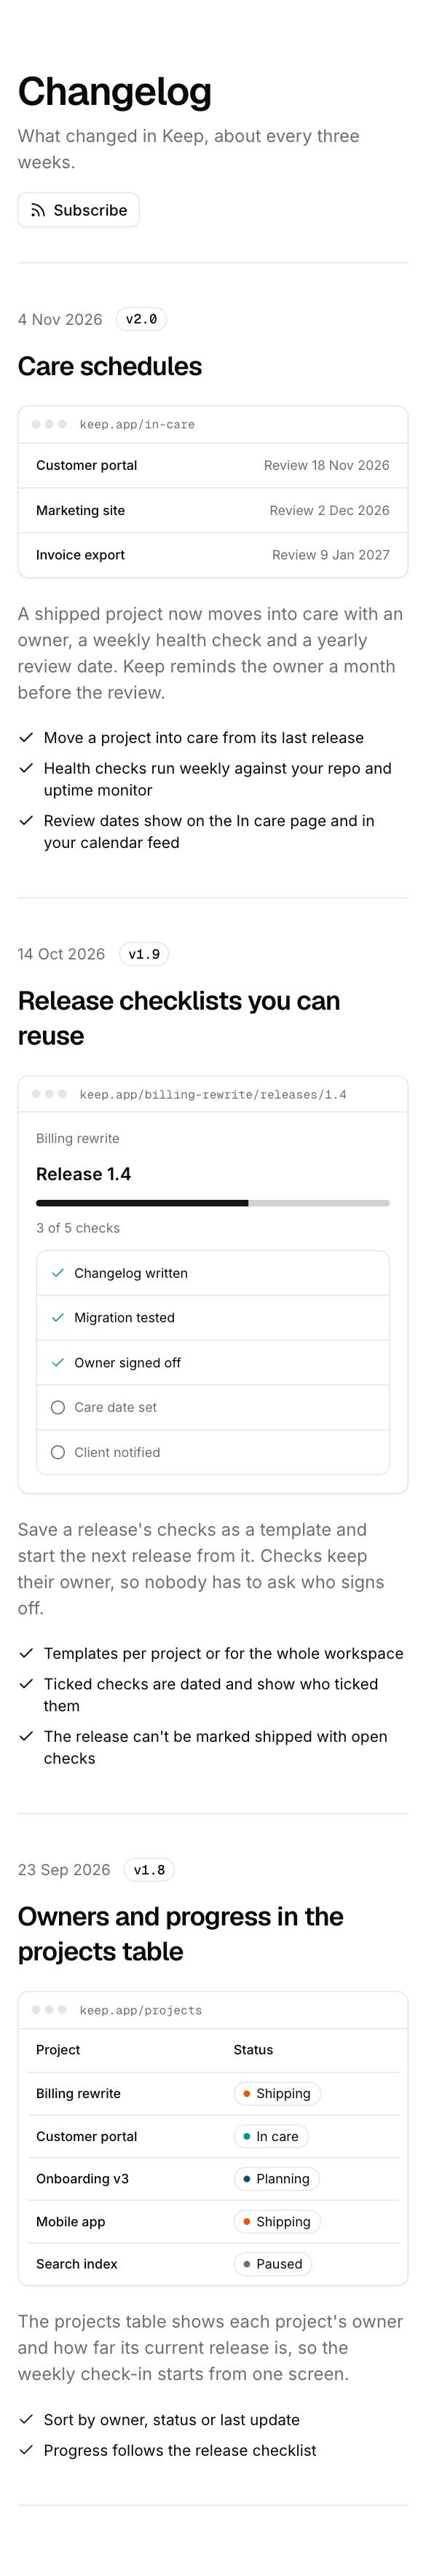 Changelog
What changed in Keep, about every three
weeks.
Subscribe
4 Nov 2026 v2.0
Care schedules
keep.app/in-care
Customer portal Review 18 Nov 2026
Marketing site Review 2 Dec 2026
Invoice export Review 9 Jan 2027
A shipped project now moves into care with an
owner, a weekly health check and a yearly
review date. Keep reminds the owner a month
before the review.
Move a project into care from its last release
Health checks run weekly against your repo and
uptime monitor
Review dates show on the In care page and in
your calendar feed
14 Oct 2026 v1.9
Release checklists you can
reuse
keep.app/billing-rewrite/releases/1.4
Billing rewrite
Release 1.4
3 of 5 checks
Changelog written
Migration tested
Owner signed off
Care date set
Client notified
Save a release's checks as a template and
start the next release from it. Checks keep
their owner, so nobody has to ask who signs
off.
Templates per project or for the whole workspace
Ticked checks are dated and show who ticked
them
The release can't be marked shipped with open
checks
23 Sep 2026 v1.8
Owners and progress in the
projects table
keep.app/projects
Project Status
Billing rewrite Shipping
Customer portal In care
Onboarding v3 Planning
Mobile app Shipping
Search index Paused
The projects table shows each project's owner
and how far its current release is, so the
weekly check-in starts from one screen.
Sort by owner, status or last update
Progress follows the release checklist